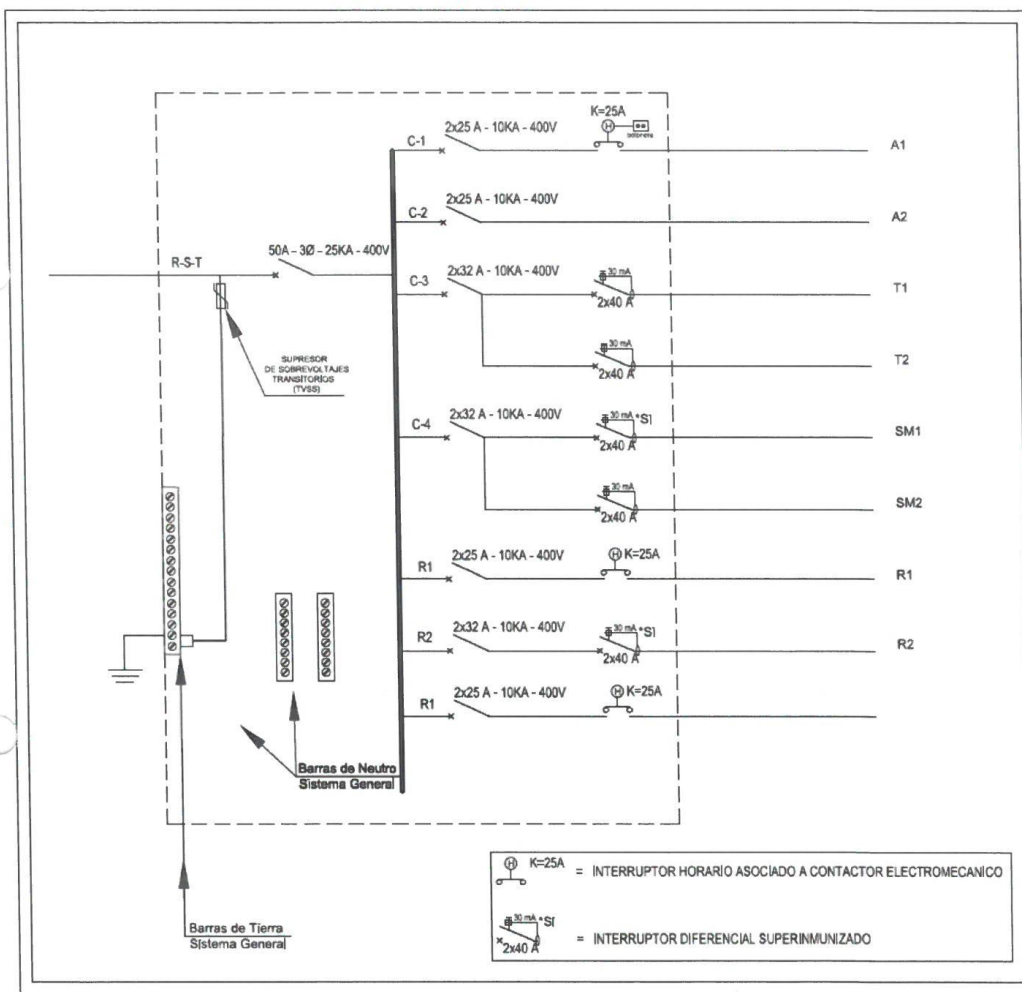 K=25A
2x25 A - 10KA - 400V
C-1
A1
2x25 A - 10KA - 400V
C-2
A2
R-S-T
50A - 3Ø - 25KA - 400V
2x32 A - 10KA - 400V
C-3
30 mA
2x40 A
T1
SUPRESOR
DE SOBREVOLTAJES
TRANSITORIOS
(TVSS)
30 mA
2x40 A
T2
2x32 A - 10KA - 400V
C-4
30 mA *SI
2x40 A
SM1
30 mA
2x40 A
SM2
2x25 A - 10KA - 400V
H K=25A
R1
R1
2x32 A - 10KA - 400V
30 mA *SI
2x40 A
R2
R2
2x25 A - 10KA - 400V
H K=25A
R1
Barras de Neutro
Sistema General
Barras de Tierra
Sistema General
H K=25A = INTERRUPTOR HORARIO ASOCIADO A CONTACTOR ELECTROMECANICO
30 mA *SI
2x40 A = INTERRUPTOR DIFERENCIAL SUPERINMUNIZADO